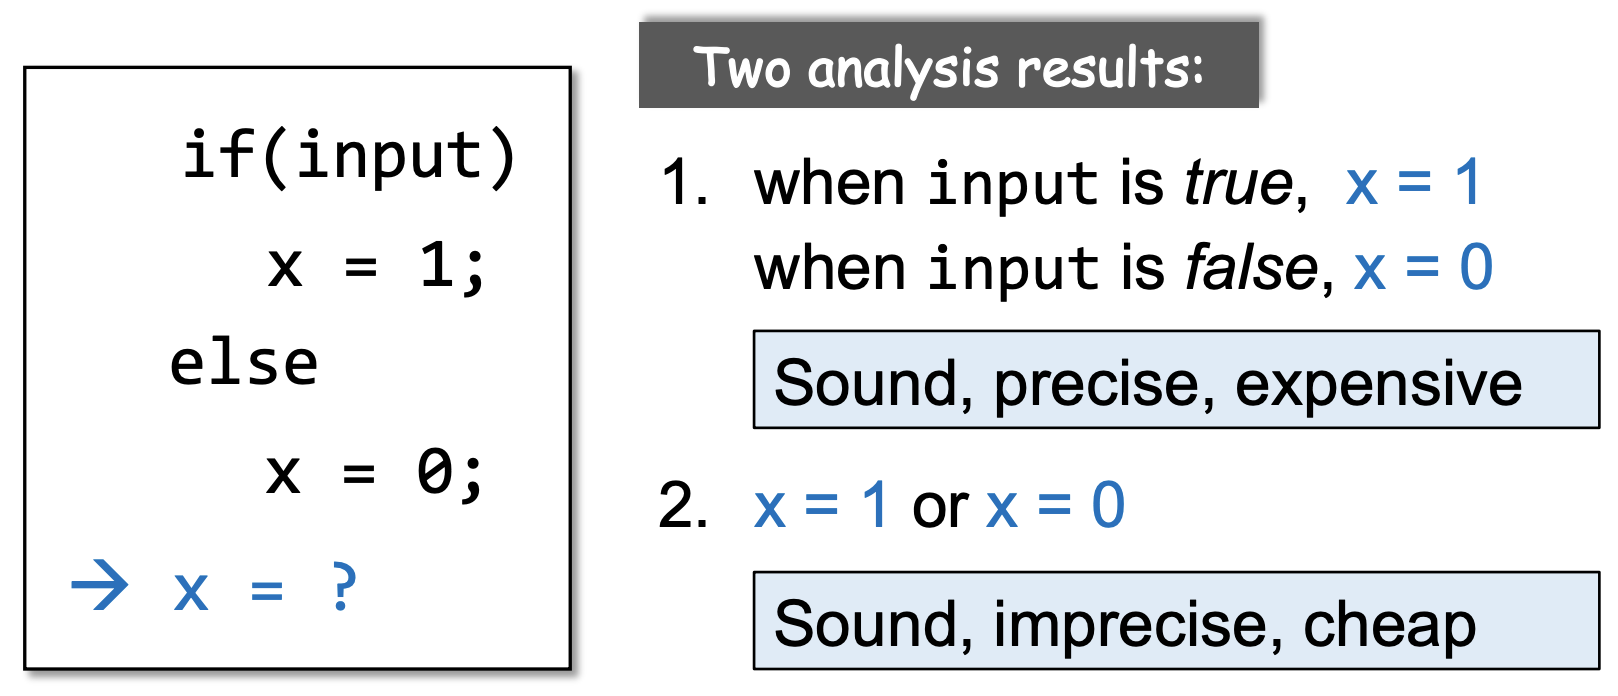 if(input)
x = 1;
else
x = 0;
→ x = ?
Two analysis results:
1. when input is true, x = 1
when input is false, x = 0
Sound, precise, expensive
2. x = 1 or x = 0
Sound, imprecise, cheap